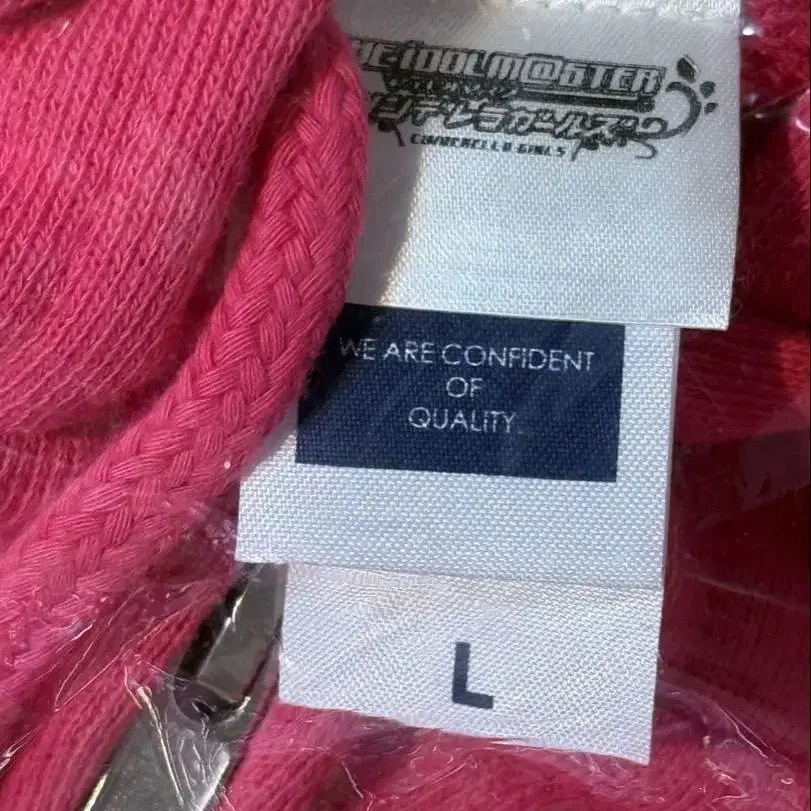 THE iDOLM@STER
シンデレラガールズ
CINDERELLA GIRLS
WE ARE CONFIDENT
OF
QUALITY.
L